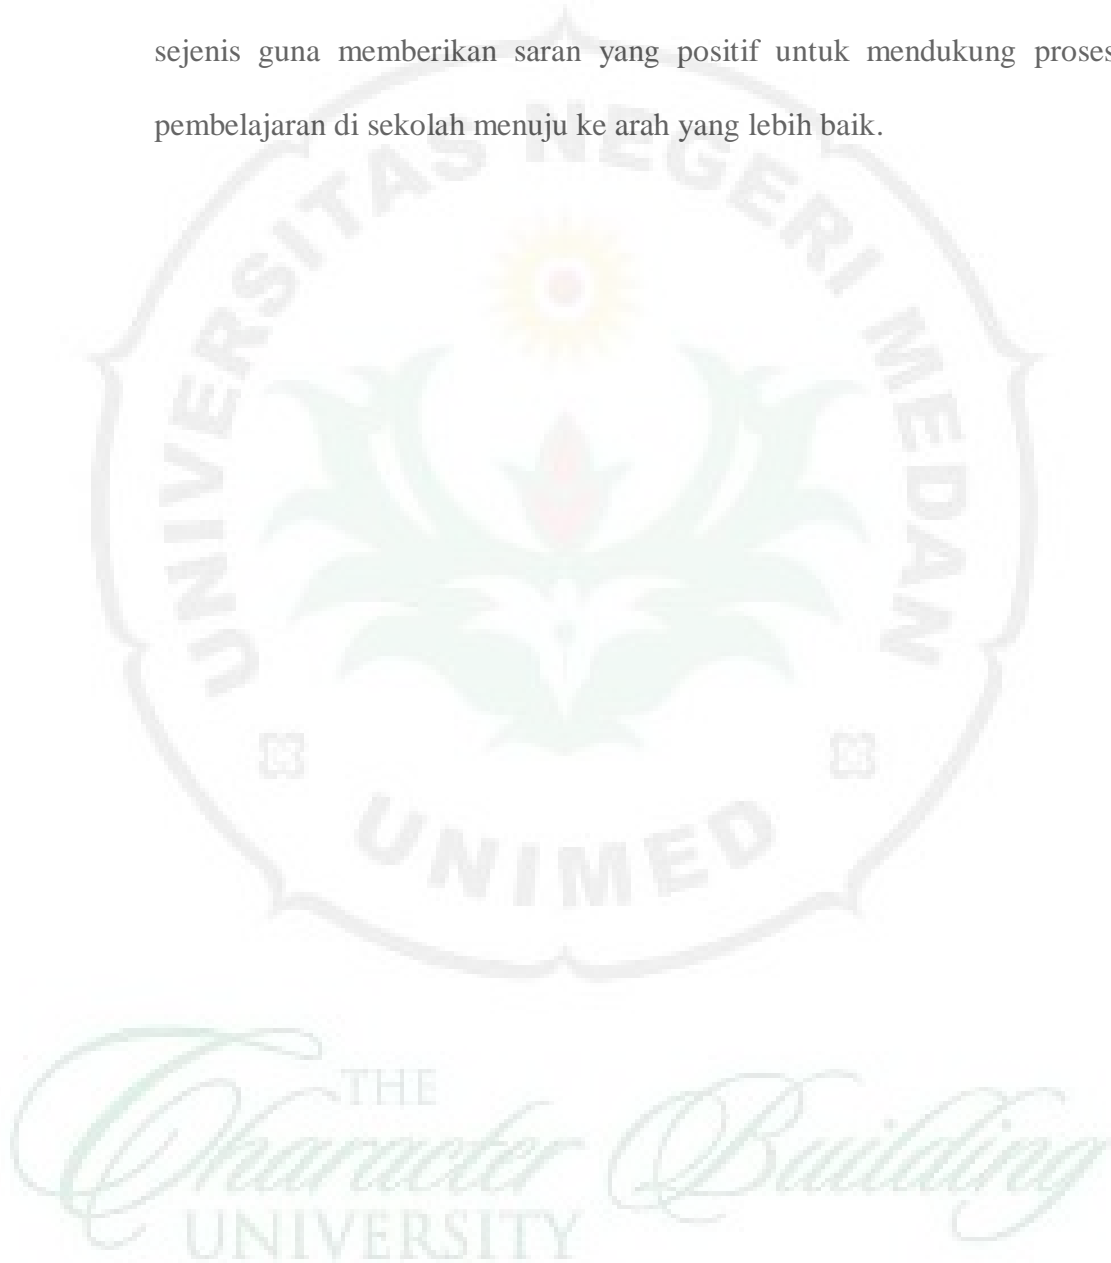 sejenis guna memberikan saran yang positif untuk mendukung proses
pembelajaran di sekolah menuju ke arah yang lebih baik.
UNIVERSITAS NEGERI MEDAN
UNIMED
THE
Character Building
UNIVERSITY